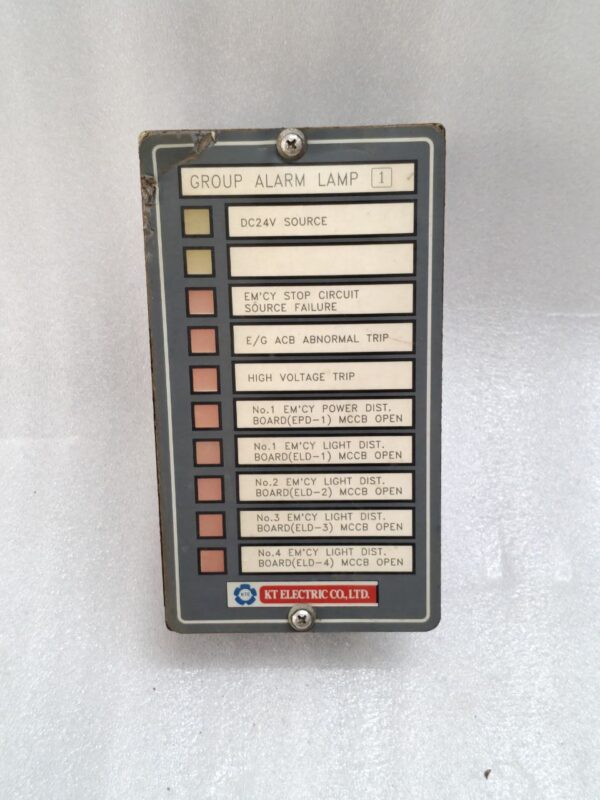 GROUP ALARM LAMP 1
DC24V SOURCE
EM'CY STOP CIRCUIT
SOURCE FAILURE
E/G ACB ABNORMAL TRIP
HIGH VOLTAGE TRIP
No.1 EM'CY POWER DIST.
BOARD(EPD-1) MCCB OPEN
No.1 EM'CY LIGHT DIST.
BOARD(ELD-1) MCCB OPEN
No.2 EM'CY LIGHT DIST.
BOARD(ELD-2) MCCB OPEN
No.3 EM'CY LIGHT DIST.
BOARD(ELD-3) MCCB OPEN
No.4 EM'CY LIGHT DIST.
BOARD(ELD-4) MCCB OPEN
KT ELECTRIC CO., LTD.